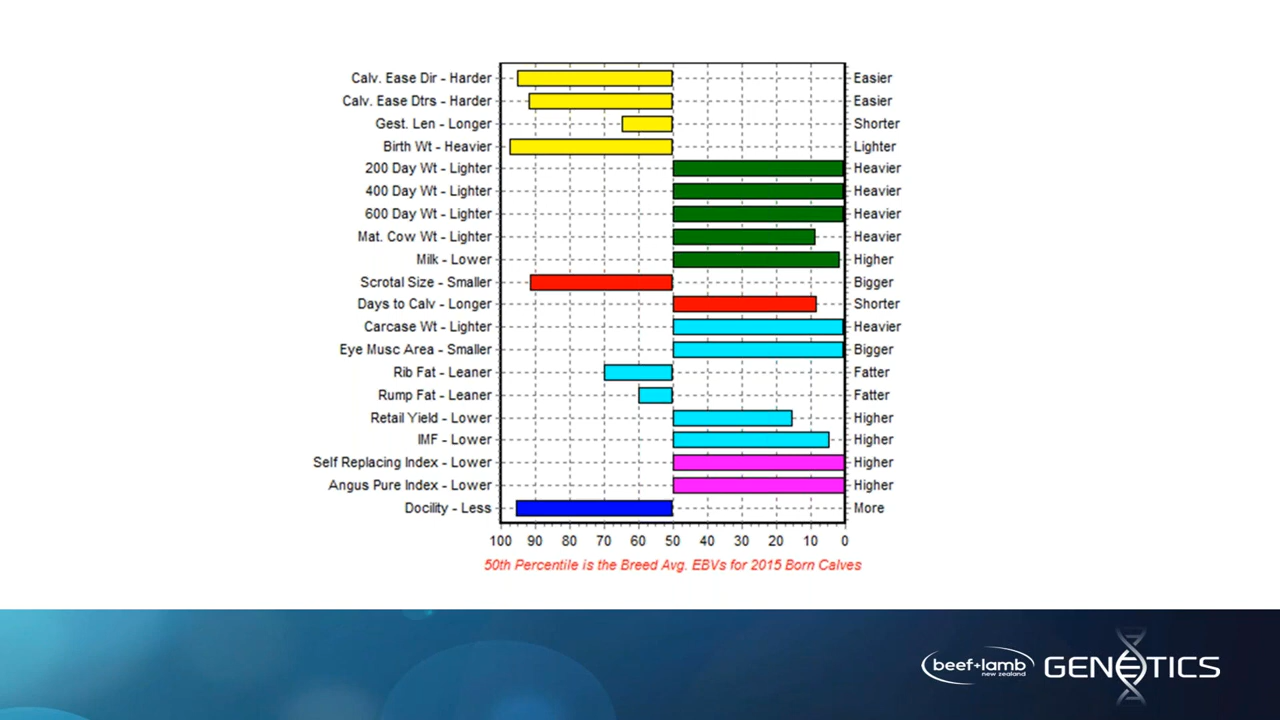 Calv. Ease Dir - Harder Easier
Calv. Ease Dtrs - Harder Easier
Gest. Len - Longer Shorter
Birth Wt - Heavier Lighter
200 Day Wt - Lighter Heavier
400 Day Wt - Lighter Heavier
600 Day Wt - Lighter Heavier
Mat. Cow Wt - Lighter Heavier
Milk - Lower Higher
Scrotal Size - Smaller Bigger
Days to Calv - Longer Shorter
Carcase Wt - Lighter Heavier
Eye Musc Area - Smaller Bigger
Rib Fat - Leaner Fatter
Rump Fat - Leaner Fatter
Retail Yield - Lower Higher
IMF - Lower Higher
Self Replacing Index - Lower Higher
Angus Pure Index - Lower Higher
Docility - Less More
100 90 80 70 60 50 40 30 20 10 0
50th Percentile is the Breed Avg. EBVs for 2015 Born Calves
beef+lamb GENETICS
new zealand